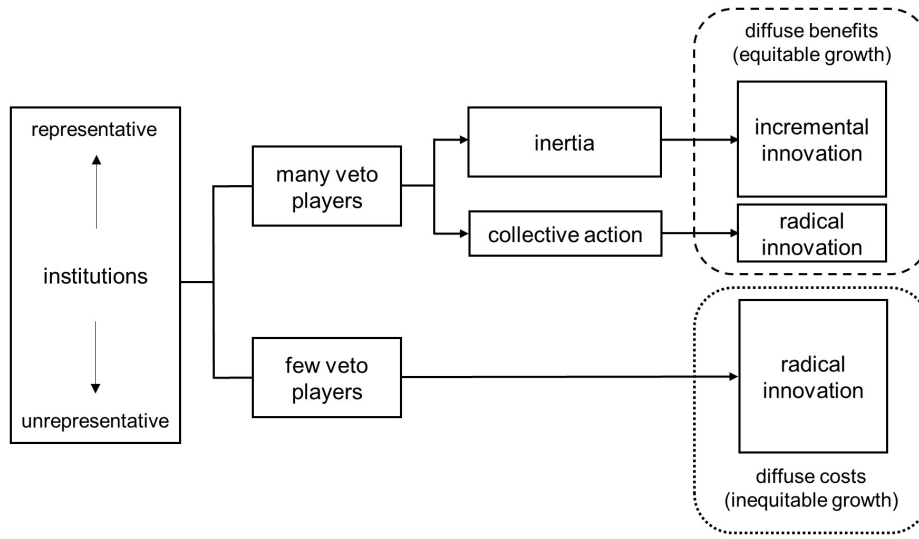 representative
institutions
unrepresentative
many veto
players
few veto
players
inertia
collective action
diffuse benefits
(equitable growth)
incremental
innovation
radical
innovation
radical
innovation
diffuse costs
(inequitable growth)